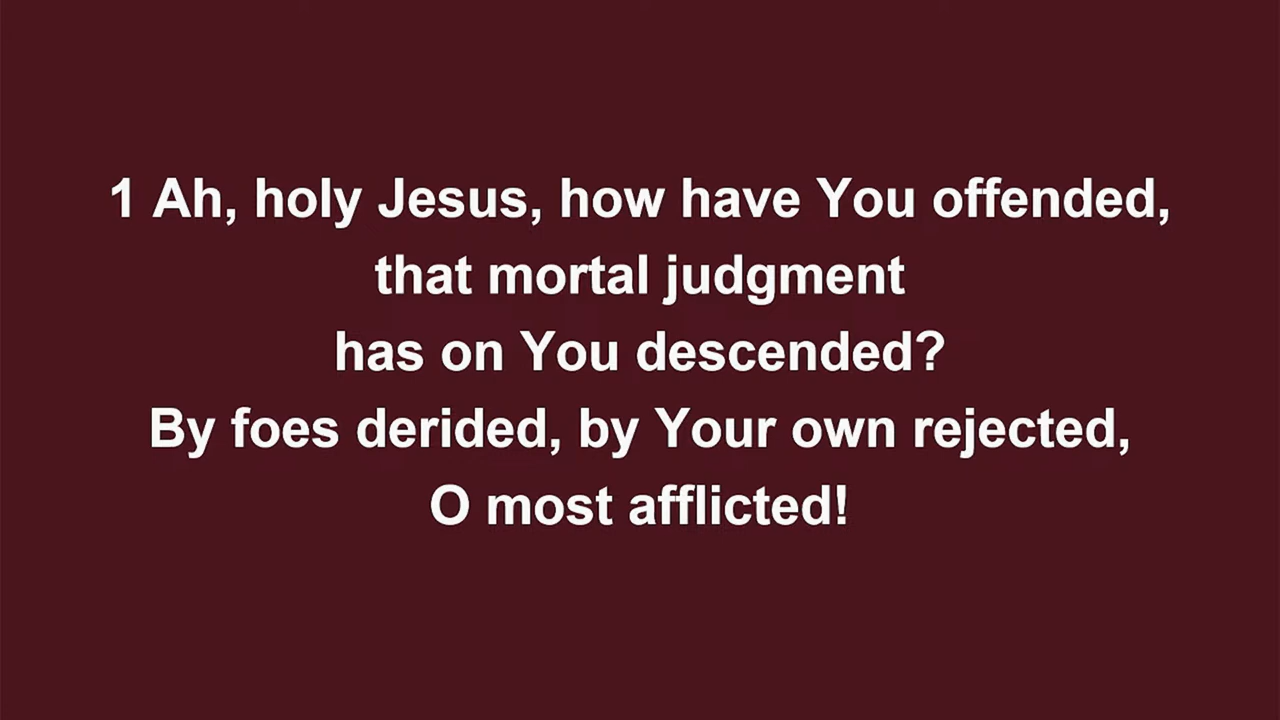 1 Ah, holy Jesus, how have You offended,
that mortal judgment
has on You descended?
By foes derided, by Your own rejected,
O most afflicted!